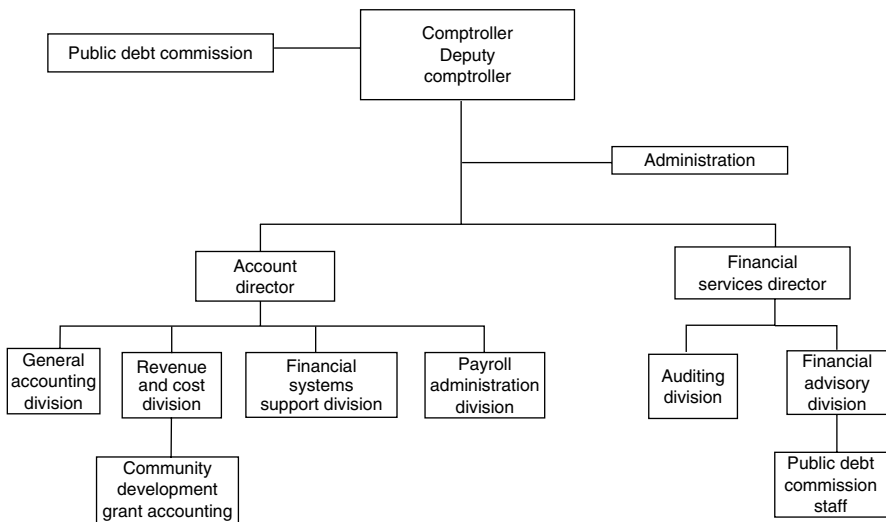 Comptroller
Deputy
comptroller
Public debt commission
Administration
Account
director
Financial
services director
General
accounting
division
Revenue
and cost
division
Financial
systems
support division
Payroll
administration
division
Auditing
division
Financial
advisory
division
Community
development
grant accounting
Public debt
commission
staff